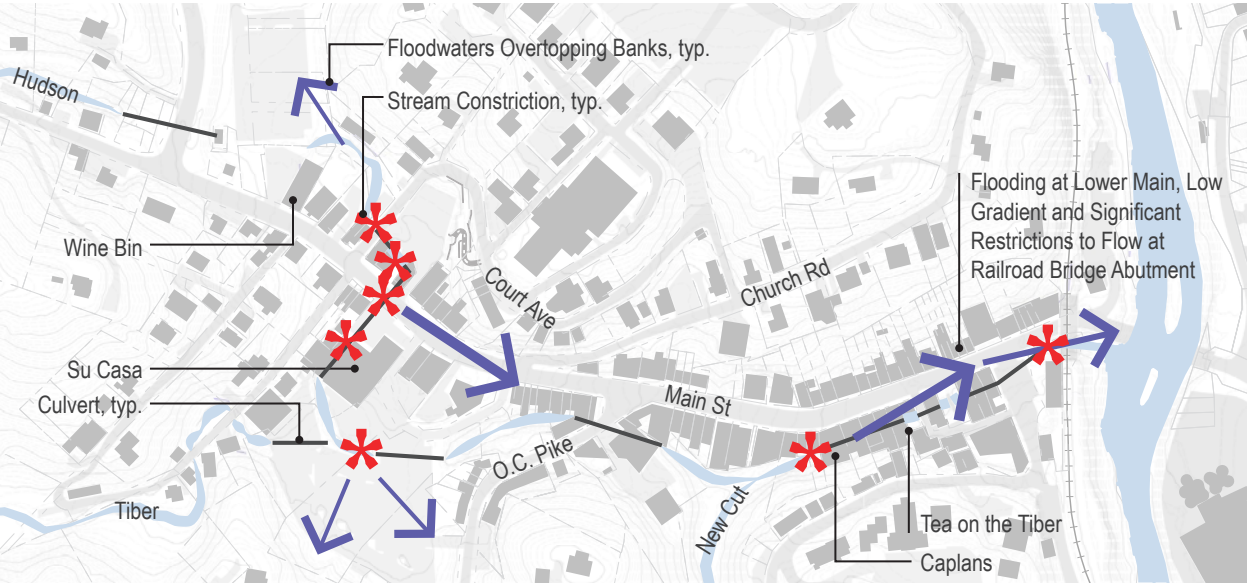 Floodwaters Overtopping Banks, typ.
Hudson
Stream Constriction, typ.
Flooding at Lower Main, Low
Gradient and Significant
Restrictions to Flow at
Railroad Bridge Abutment
Wine Bin
Court Ave
Church Rd
Su Casa
Culvert, typ.
Main St
O.C. Pike
Tiber
New Cut
Tea on the Tiber
Caplans